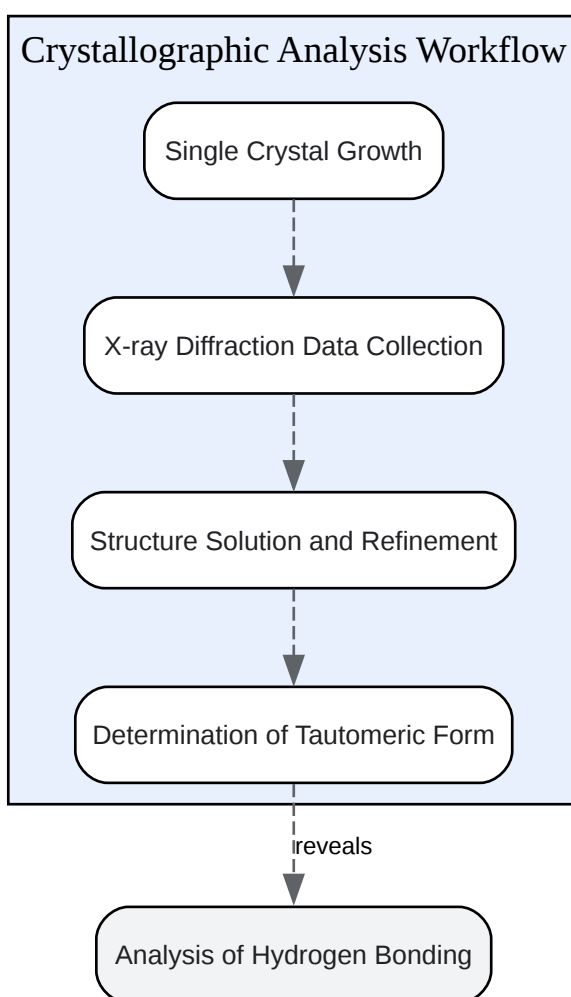 Crystallographic Analysis Workflow
Single Crystal Growth
X-ray Diffraction Data Collection
Structure Solution and Refinement
Determination of Tautomeric Form
reveals
Analysis of Hydrogen Bonding